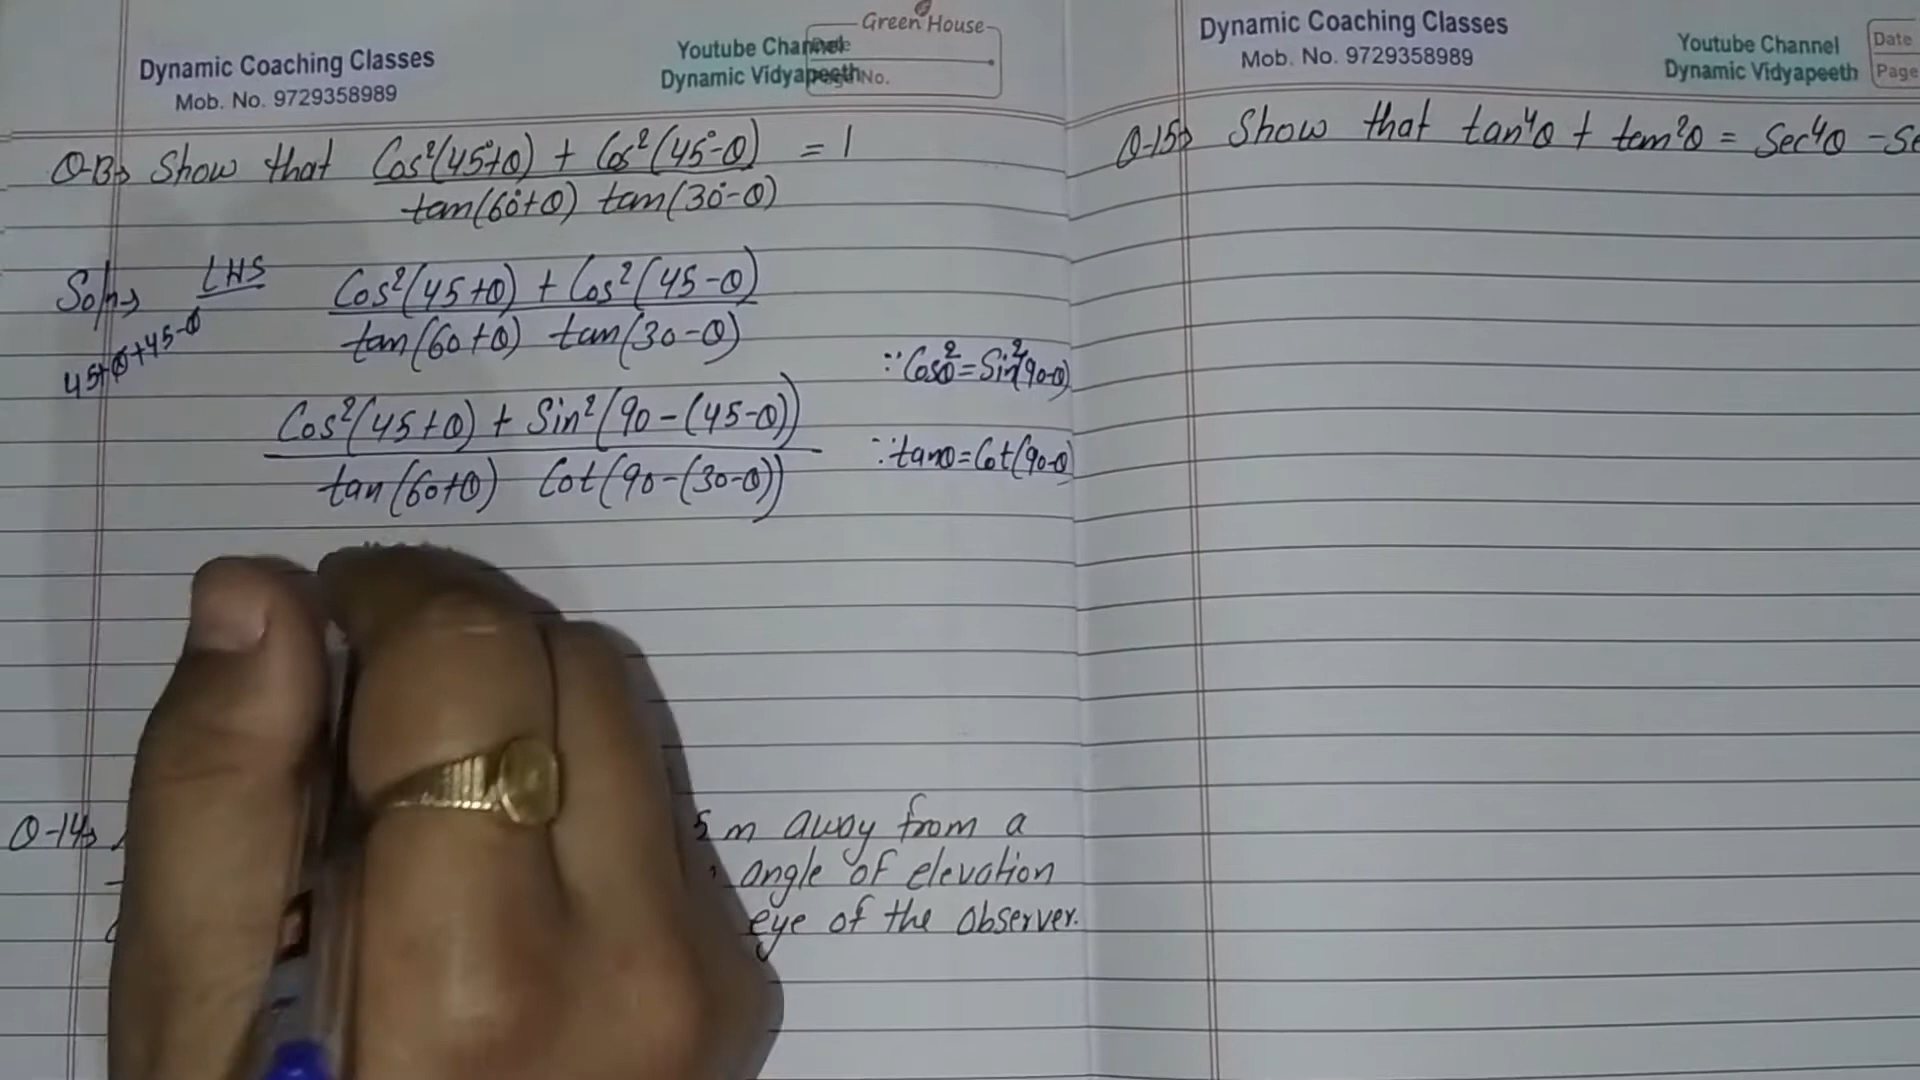 Green House
Dynamic Coaching Classes
Mob. No. 9729358989
Youtube Channel
Dynamic Vidyapeeth No.
Q-13→ Show that Cos²(45°+θ) + Cos²(45°-θ) = 1
tan(60°+θ) tan(30°-θ)
Soln→ LHS Cos²(45+θ) + Cos²(45-θ)
tan(60+θ) tan(30-θ)
45+θ+45-θ
∵ Cos²θ = Sin²(90-θ)
Cos²(45+θ) + Sin²(90-(45-θ))
tan(60+θ) Cot(90-(30-θ))
∵ tanθ = Cot(90-θ)
Q-14→
5 m away from a
angle of elevation
eye of the observer.
Dynamic Coaching Classes
Mob. No. 9729358989
Youtube Channel
Dynamic Vidyapeeth
Date
Page
Q-15→ Show that tan⁴θ + tan²θ = Sec⁴θ - Se